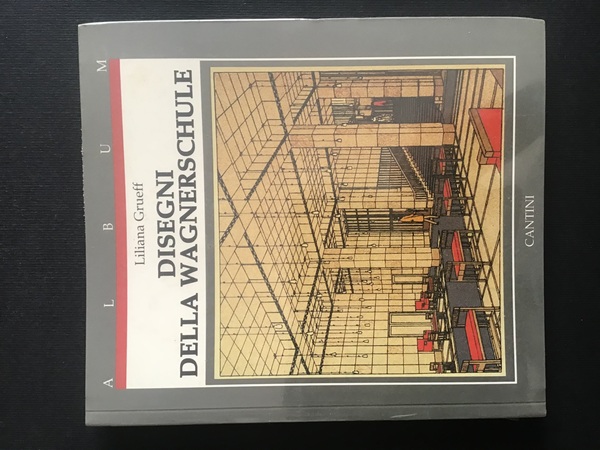 ALBUM
Liliana Grueff
DISEGNI
DELLA WAGNERSCHULE
CANTINI